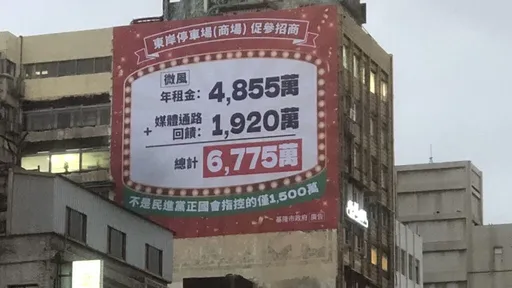 東岸停車場(商場) 促參招商
微風
年租金: 4,855萬
媒體通路
+ 回饋: 1,920萬
總計 6,775萬
不是民進黨正國會指控的僅1,500萬
基隆市政府 廣告